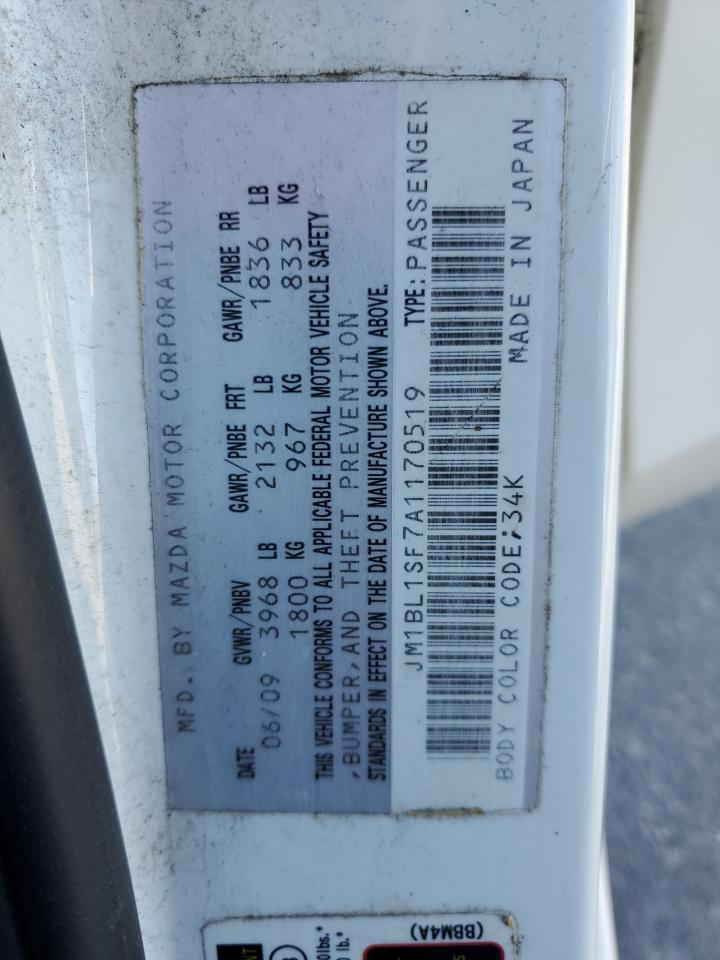 MFD. BY MAZDA MOTOR CORPORATION
DATE GVWR/PNBV GAWR/PNBE FRT GAWR/PNBE RR
06/09 3968 LB 2132 LB 1836 LB
1800 KG 967 KG 833 KG
THIS VEHICLE CONFORMS TO ALL APPLICABLE FEDERAL MOTOR VEHICLE SAFETY
,BUMPER, AND THEFT PREVENTION
STANDARDS IN EFFECT ON THE DATE OF MANUFACTURE SHOWN ABOVE.
JM1BL1SF7A1170519 TYPE: PASSENGER
BODY COLOR CODE: 34K MADE IN JAPAN
(BBM4A)